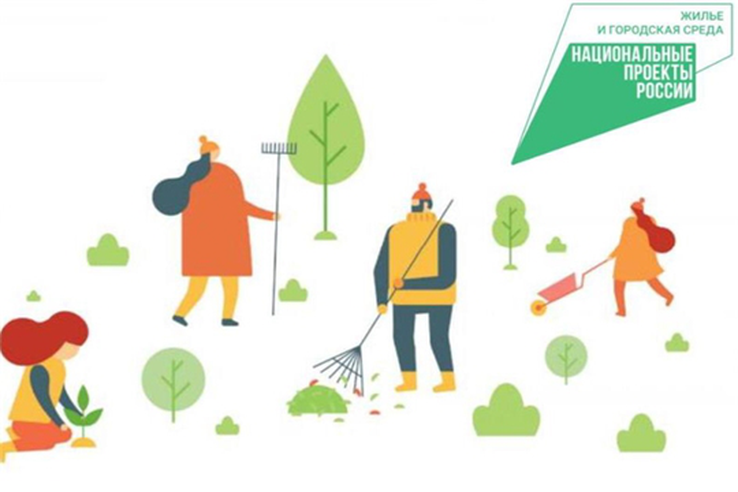 ЖИЛЬЕ
И ГОРОДСКАЯ СРЕДА
НАЦИОНАЛЬНЫЕ
ПРОЕКТЫ
РОССИИ